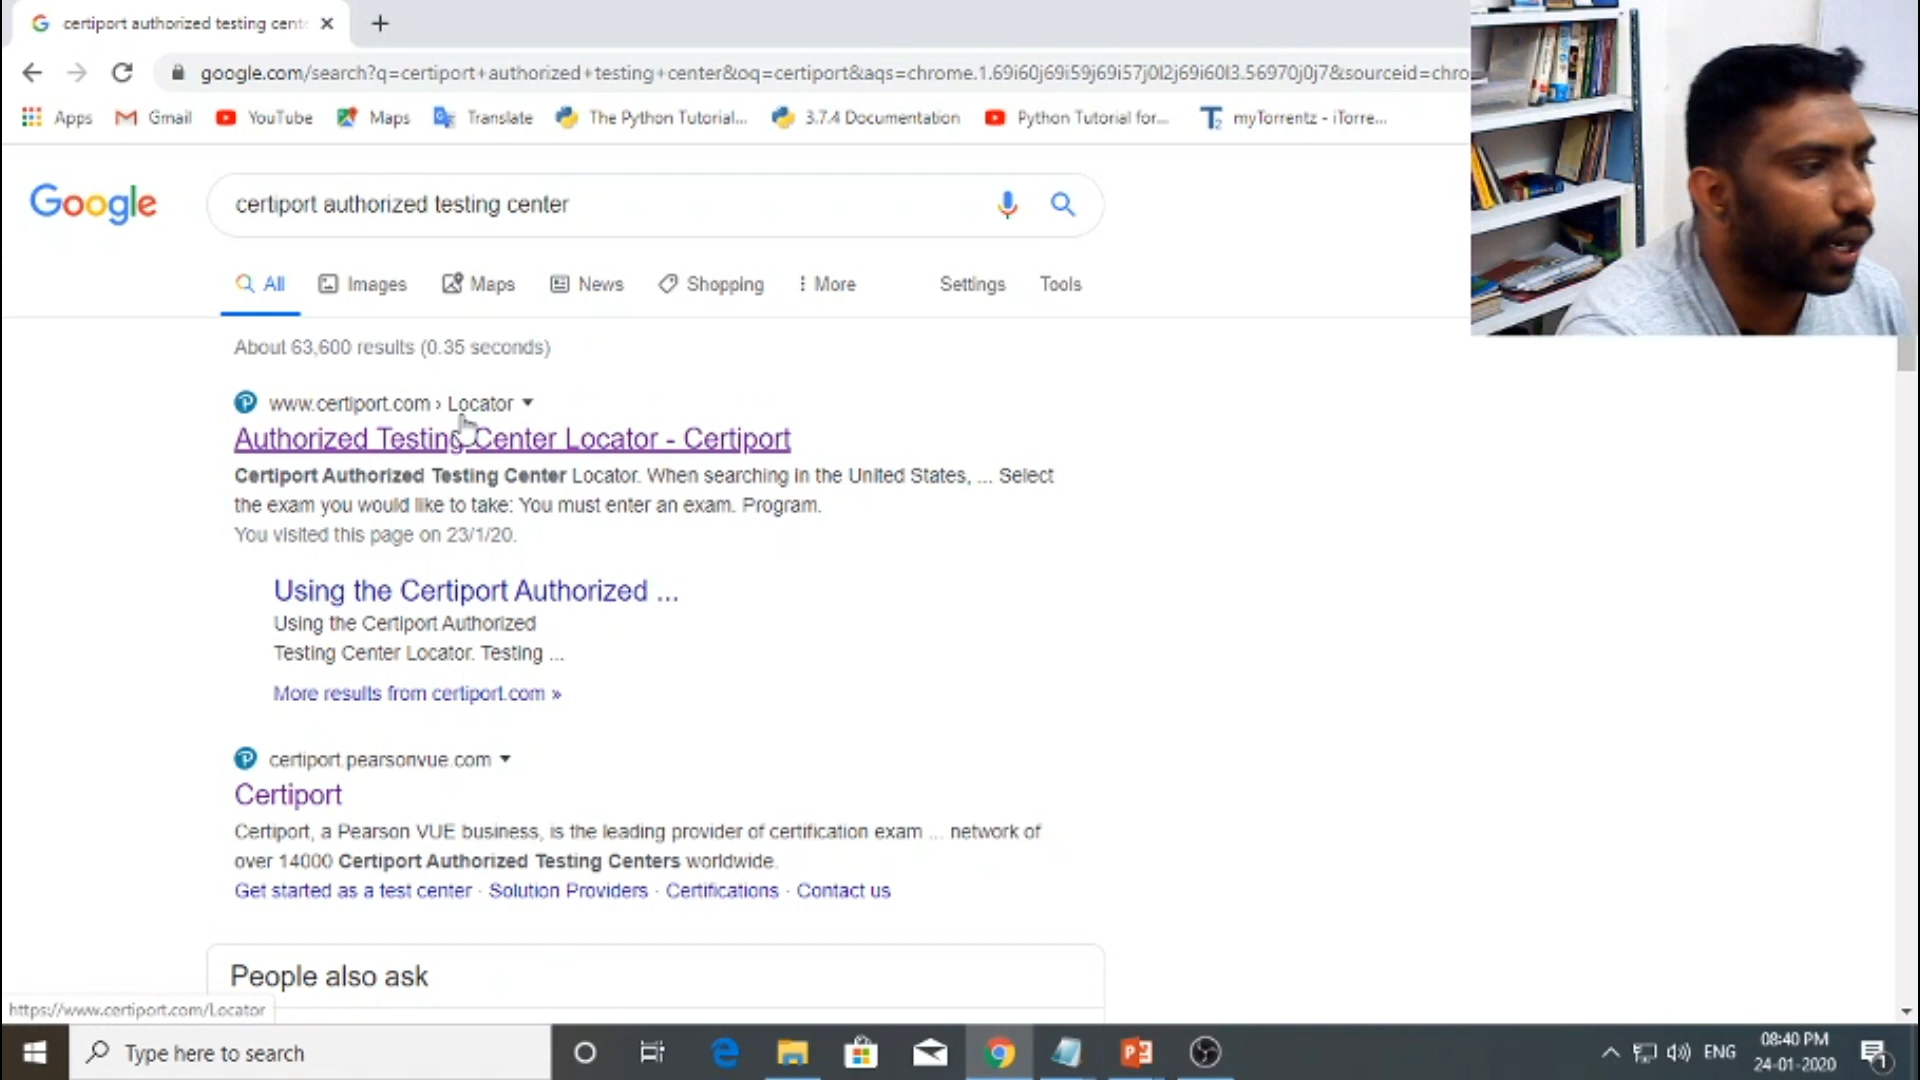 certiport authorized testing cent
google.com/search?q=certiport+authorized+testing+center&oq=certiport&aqs=chrome.1.69i60j69i59j69i57j0l2j69i60l3.56970j0j7&sourceid=chro
Apps Gmail YouTube Maps Translate The Python Tutorial... 3.7.4 Documentation Python Tutorial for... myTorrentz - iTorre...
Google certiport authorized testing center
All Images Maps News Shopping More Settings Tools
About 63,600 results (0.35 seconds)
www.certiport.com › Locator
Authorized Testing Center Locator - Certiport
Certiport Authorized Testing Center Locator. When searching in the United States, ... Select
the exam you would like to take: You must enter an exam. Program.
You visited this page on 23/1/20.
Using the Certiport Authorized ...
Using the Certiport Authorized
Testing Center Locator. Testing ...
More results from certiport.com »
certiport.pearsonvue.com
Certiport
Certiport, a Pearson VUE business, is the leading provider of certification exam ... network of
over 14000 Certiport Authorized Testing Centers worldwide.
Get started as a test center · Solution Providers · Certifications · Contact us
People also ask
https://www.certiport.com/Locator
Type here to search
ENG
08:40 PM
24-01-2020
1